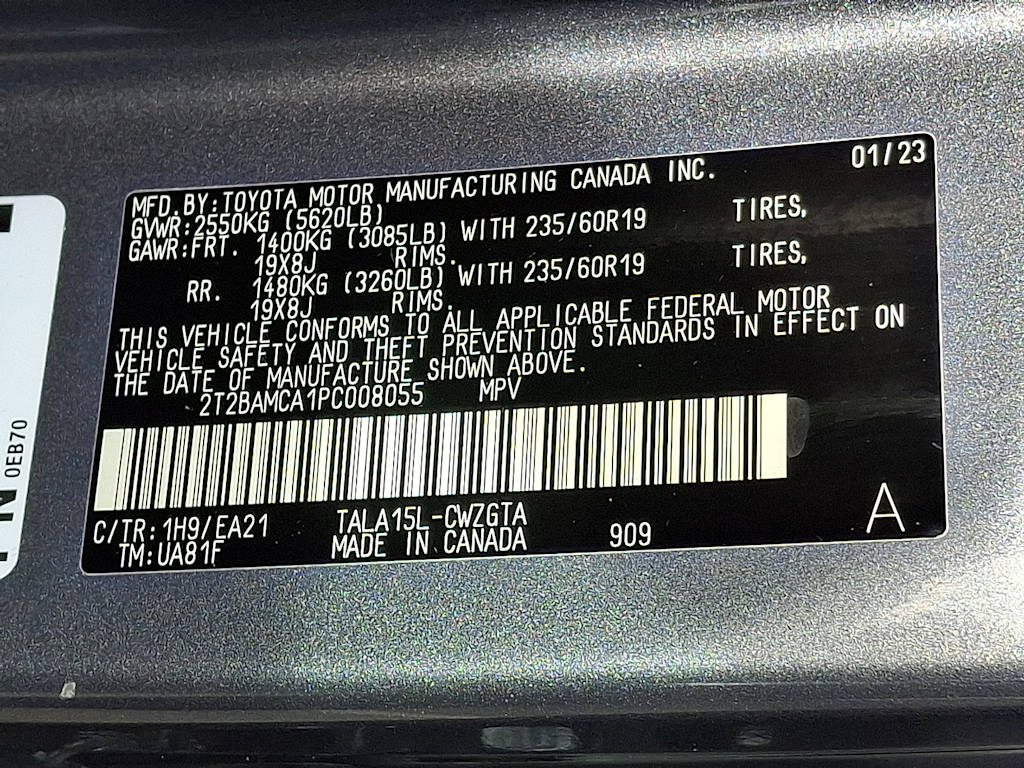 MFD.BY:TOYOTA MOTOR MANUFACTURING CANADA INC. 01/23
GVWR:2550KG (5620LB)
GAWR:FRT. 1400KG (3085LB) WITH 235/60R19 TIRES,
19X8J RIMS.
RR. 1480KG (3260LB) WITH 235/60R19 TIRES,
19X8J RIMS.
THIS VEHICLE CONFORMS TO ALL APPLICABLE FEDERAL MOTOR
VEHICLE SAFETY AND THEFT PREVENTION STANDARDS IN EFFECT ON
THE DATE OF MANUFACTURE SHOWN ABOVE.
2T2BAMCA1PC008055 MPV
C/TR:1H9/EA21 TALA15L-CWZGTA
TM:UA81F MADE IN CANADA 909
A
0EB70